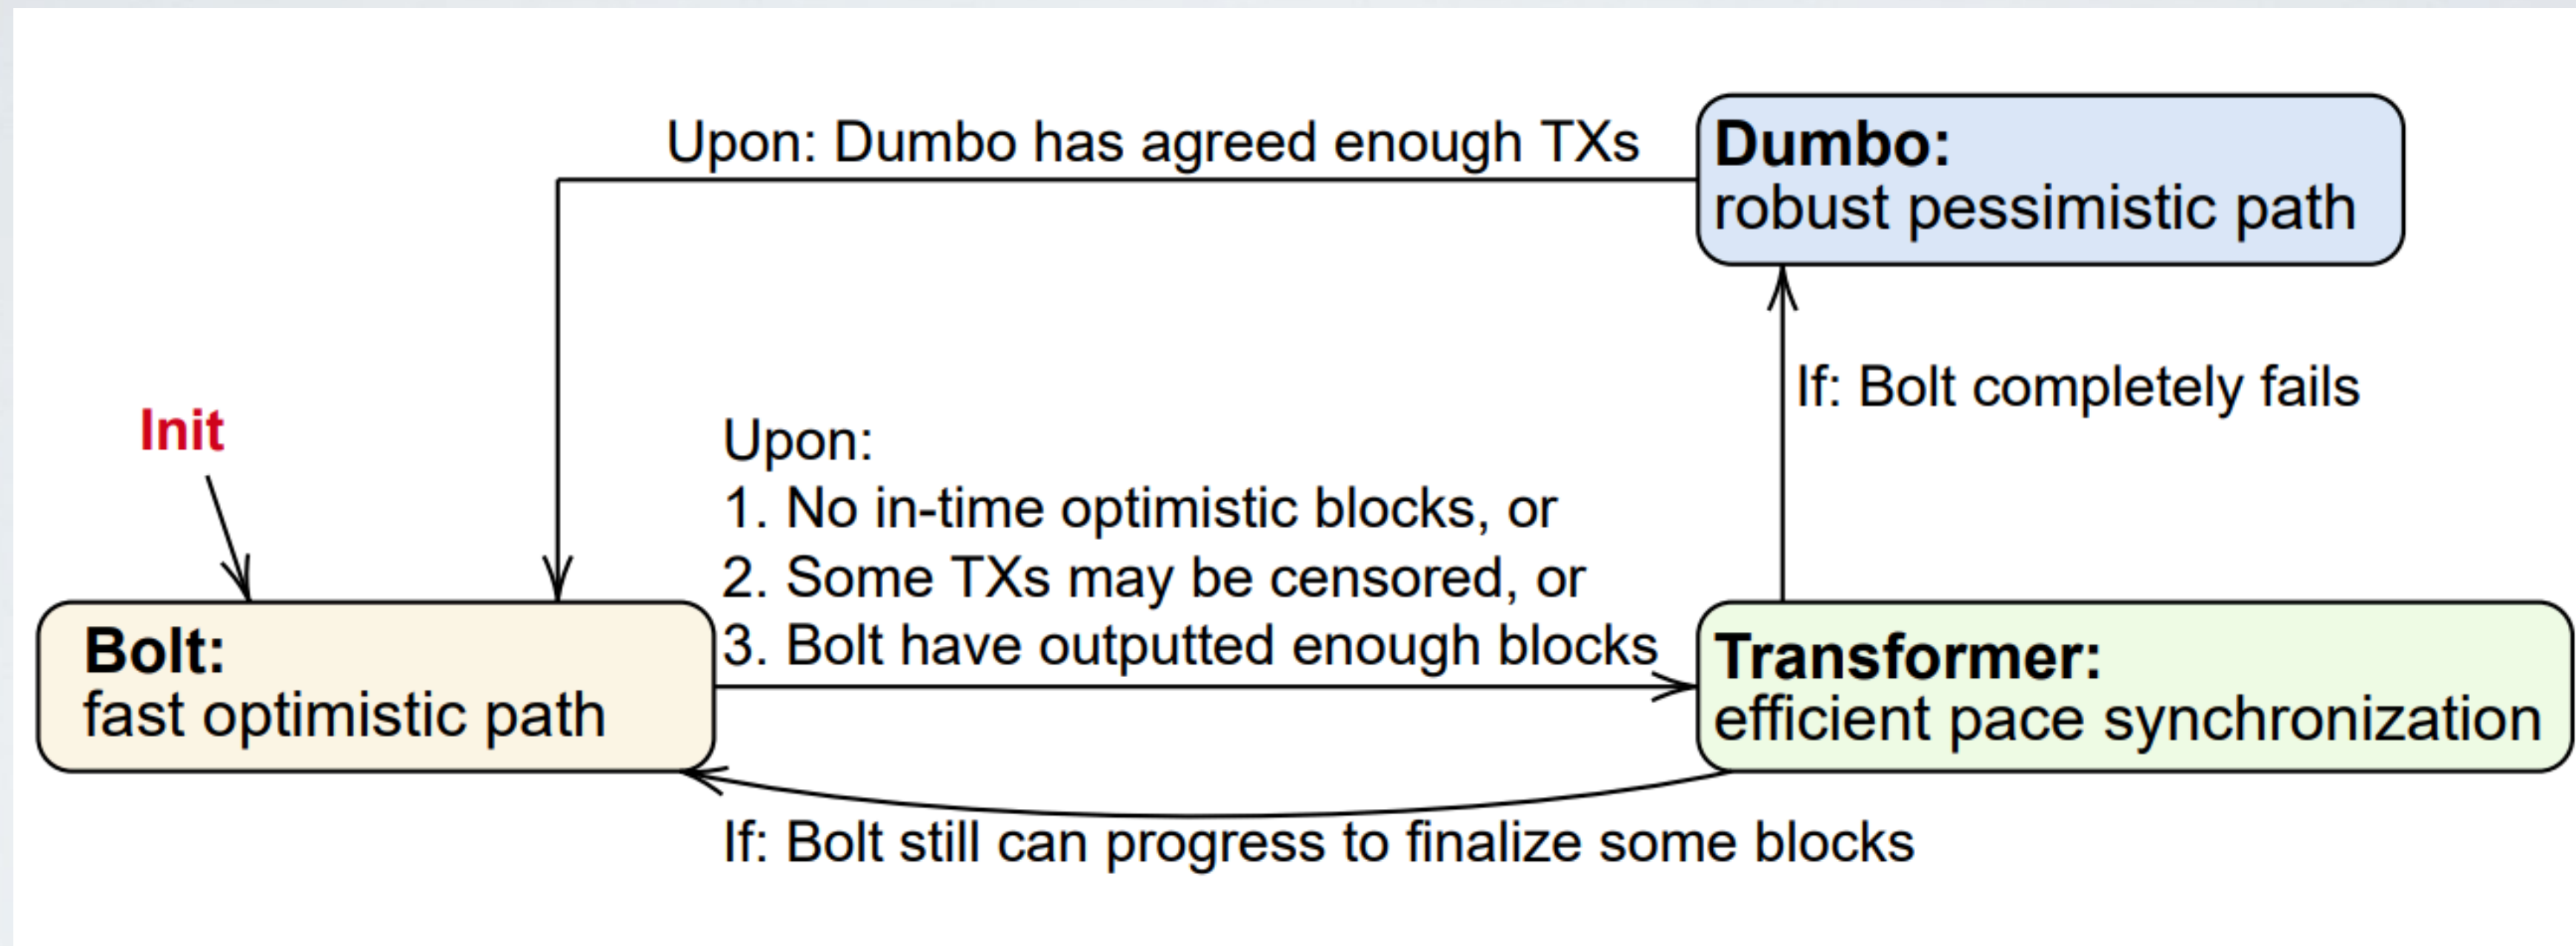 Upon: Dumbo has agreed enough TXs
Dumbo:
robust pessimistic path
If: Bolt completely fails
Init
Upon:
1. No in-time optimistic blocks, or
2. Some TXs may be censored, or
3. Bolt have outputted enough blocks
Bolt:
fast optimistic path
Transformer:
efficient pace synchronization
If: Bolt still can progress to finalize some blocks